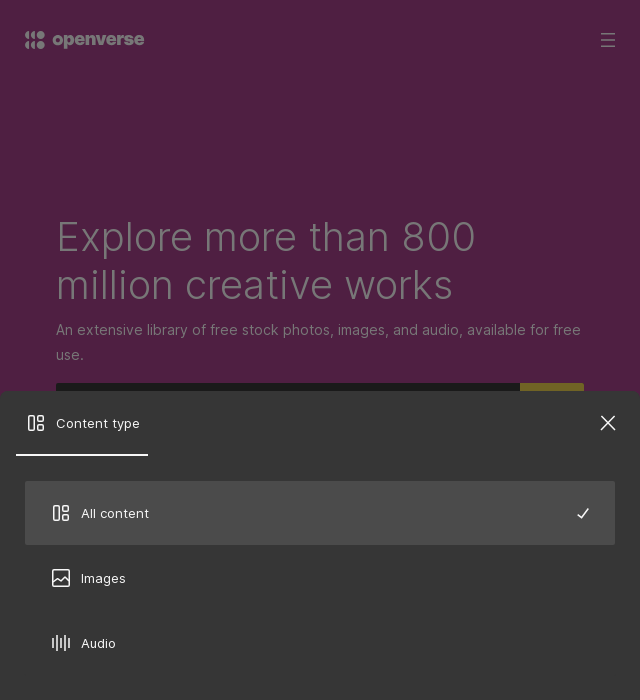 openverse
Explore more than 800
million creative works
An extensive library of free stock photos, images, and audio, available for free
use.
Content type
All content
Images
Audio